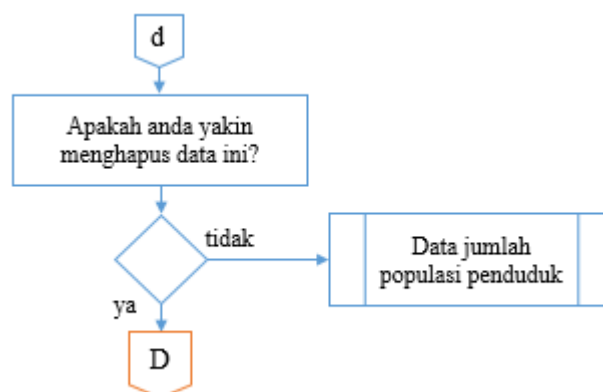 d
Apakah anda yakin
menghapus data ini?
tidak
Data jumlah
populasi penduduk
ya
D